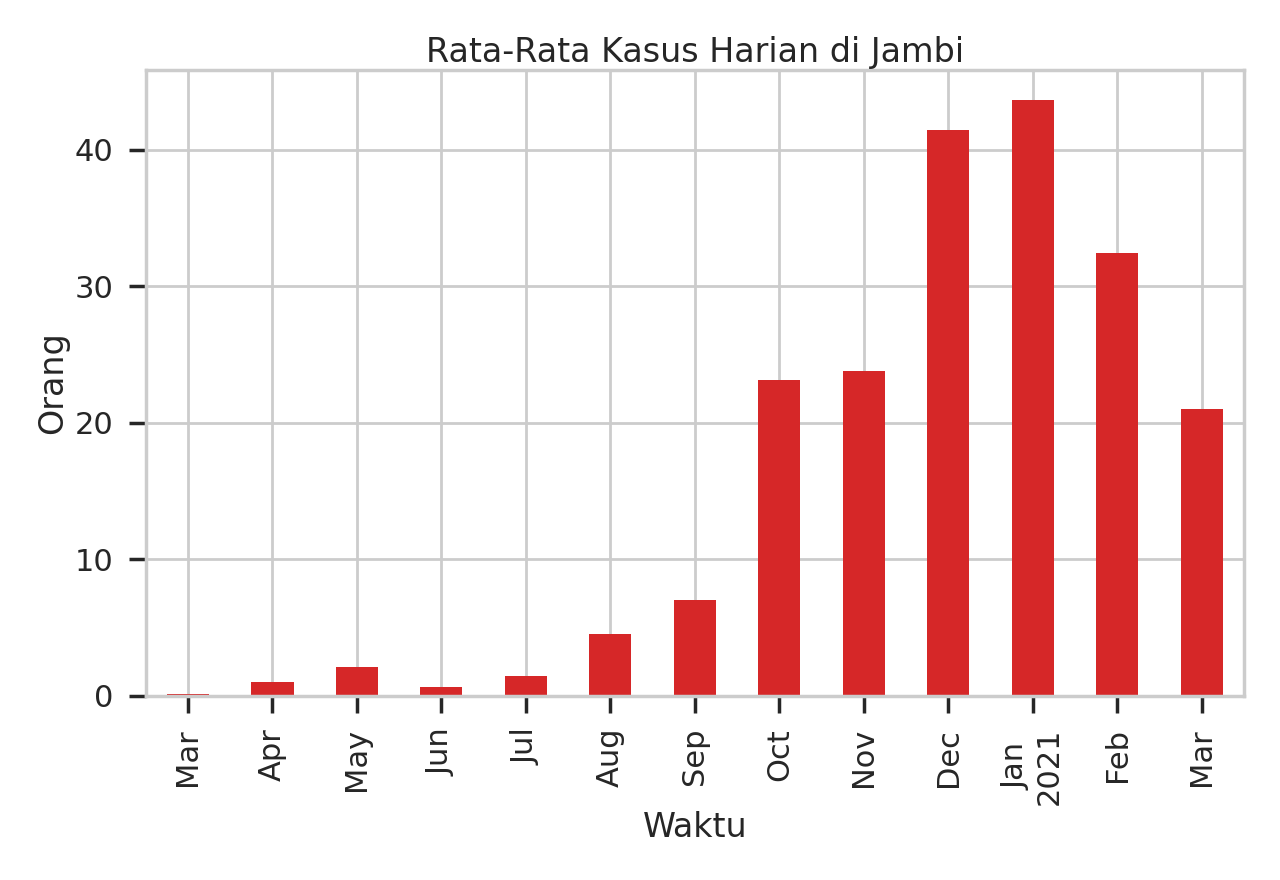 Rata-Rata Kasus Harian di Jambi
Orang
40
30
20
10
0
Mar
Apr
May
Jun
Jul
Aug
Sep
Oct
Nov
Dec
Jan
2021
Feb
Mar
Waktu